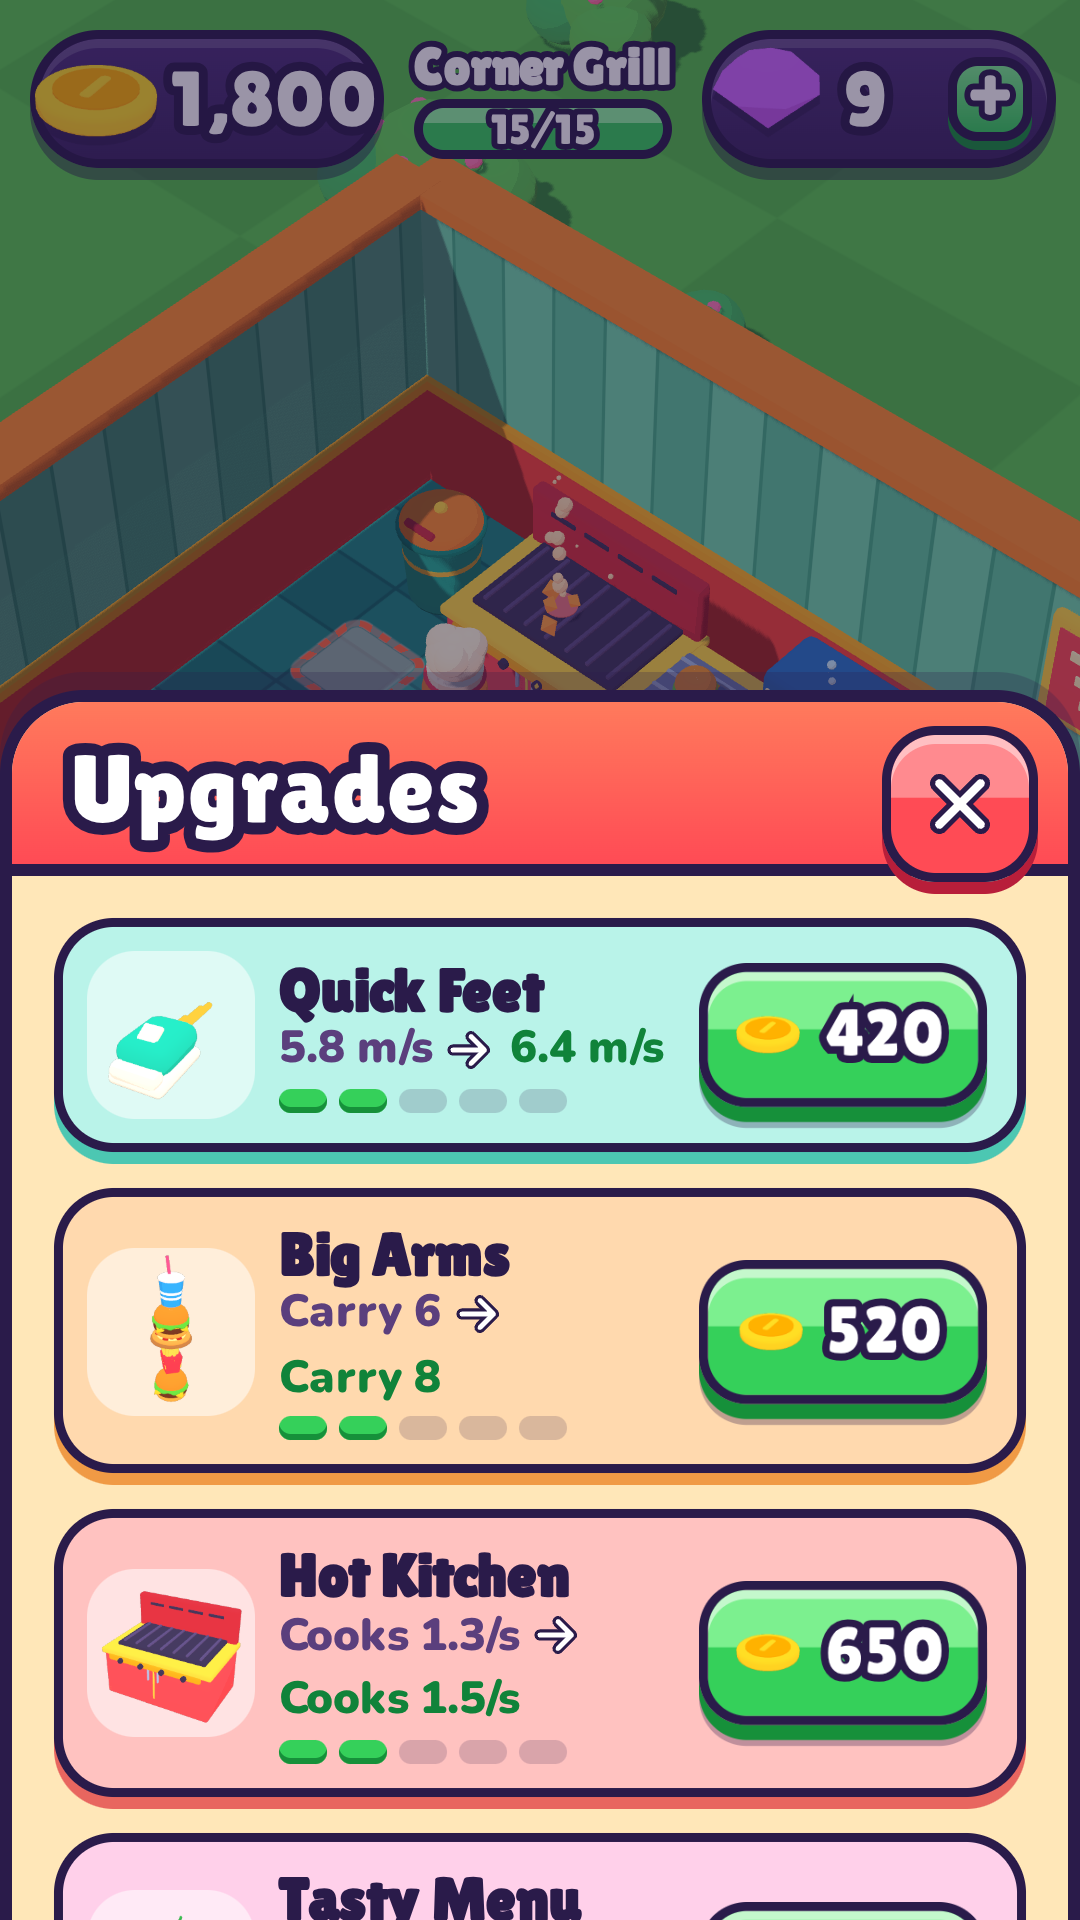 1,800
Corner Grill
15/15
9
Upgrades
Quick Feet
5.8 m/s → 6.4 m/s
420
Big Arms
Carry 6 →
Carry 8
520
Hot Kitchen
Cooks 1.3/s →
Cooks 1.5/s
650
Tasty Menu